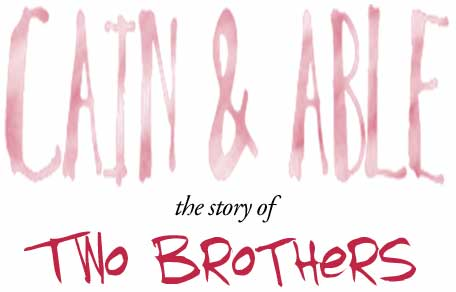 CAIN & ABLE
the story of
TWO BROTHERS